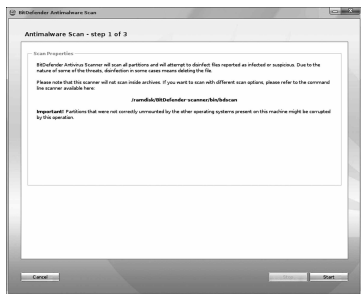 BitDefender Antimalware Scan
Antimalware Scan - step 1 of 3
Scan Properties
BitDefender Antivirus Scanner will scan all partitions and will attempt to disinfect files reported as infected or suspicious. Due to the
nature of some of the threats, disinfection in some cases means deleting the file.
Please note that this scanner will not scan inside archives. If you want to scan with different scan options, please refer to the command
line scanner available here:
/ramdisk/BitDefender-scanner/bin/bdscan
Important! Partitions that were not correctly unmounted by the other operating systems present on this machine might be corrupted
by this operation.
Cancel
Start